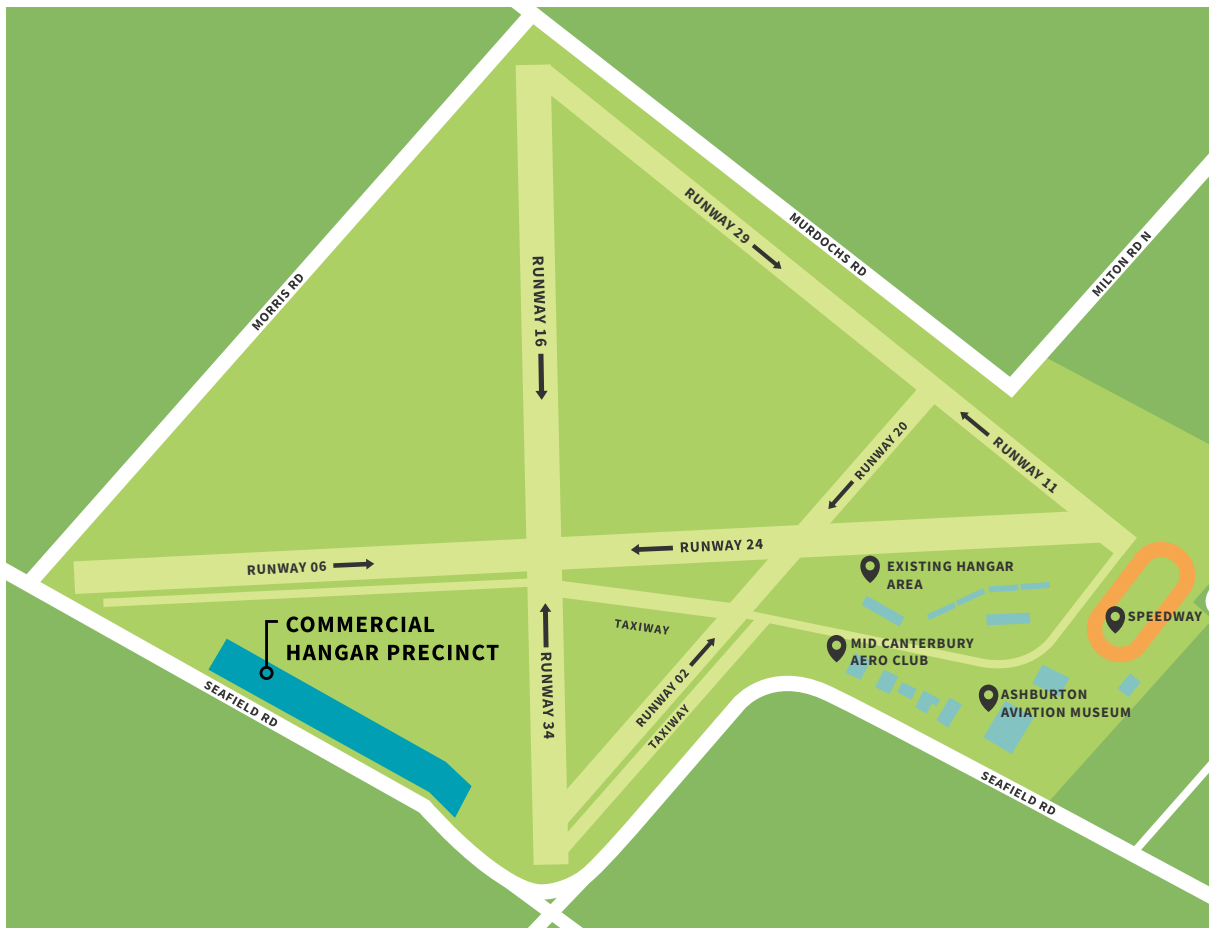 RUNWAY 29
MURDOCHS RD
MILTON RD N
RUNWAY 16
MORRIS RD
RUNWAY 20
RUNWAY 11
RUNWAY 24
RUNWAY 06
EXISTING HANGAR
AREA
SPEEDWAY
COMMERCIAL
HANGAR PRECINCT
TAXIWAY
MID CANTERBURY
AERO CLUB
RUNWAY 34
RUNWAY 02
TAXIWAY
ASHBURTON
AVIATION MUSEUM
SEAFIELD RD
SEAFIELD RD